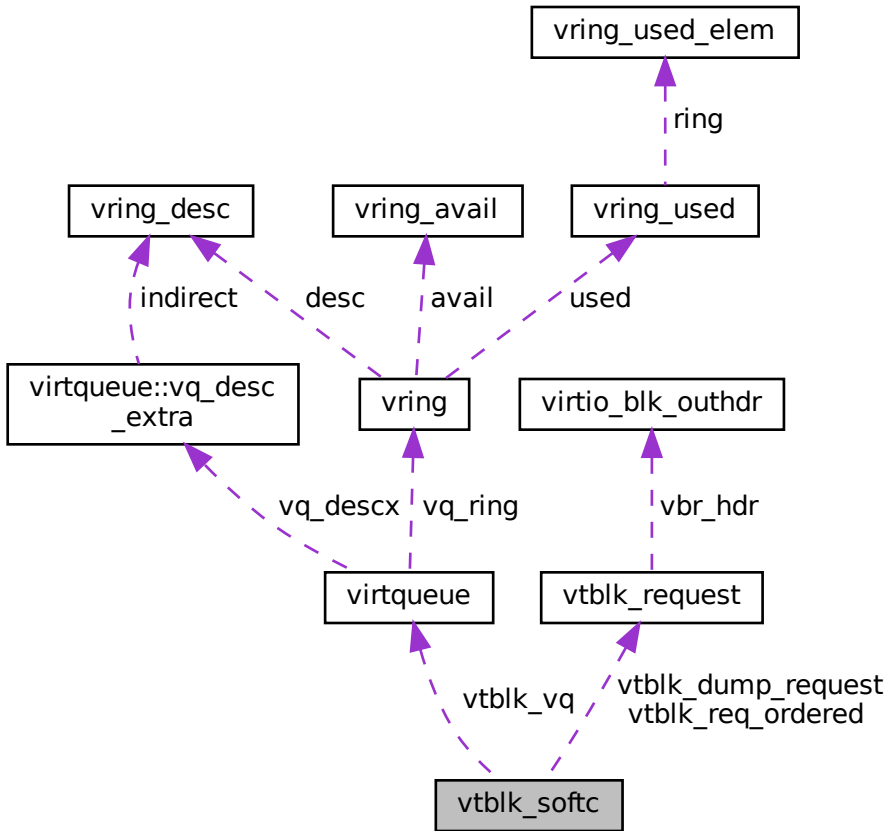 vring_used_elem
ring
vring_desc
vring_avail
vring_used
indirect
desc
avail
used
virtqueue::vq_desc
_extra
vring
virtio_blk_outhdr
vq_descx
vq_ring
vbr_hdr
virtqueue
vtblk_request
vtblk_vq
vtblk_dump_request
vtblk_req_ordered
vtblk_softc